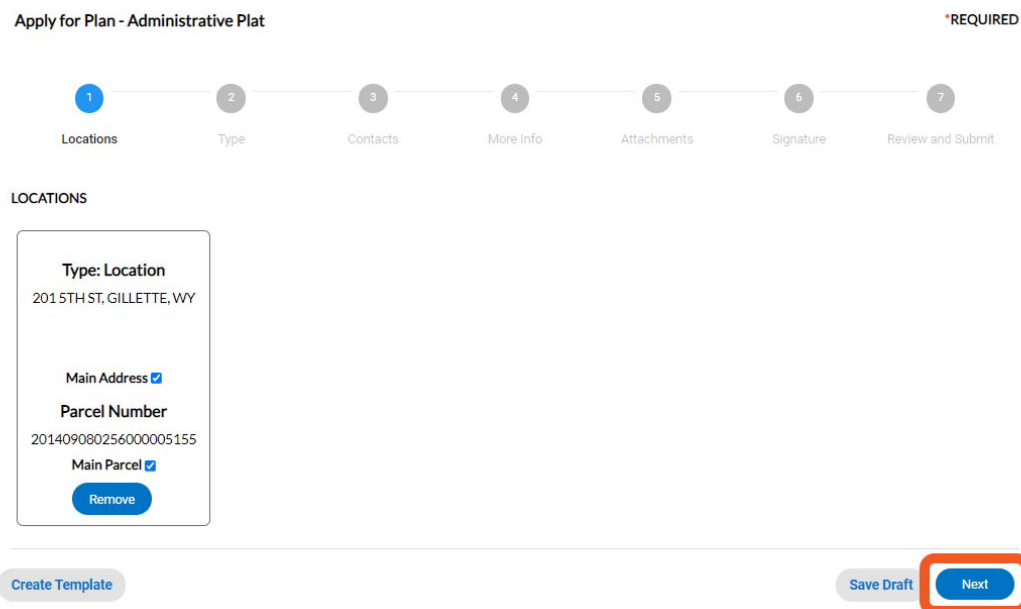 Apply for Plan - Administrative Plat
*REQUIRED
1
2
3
4
5
6
7
Locations
Type
Contacts
More Info
Attachments
Signature
Review and Submit
LOCATIONS
Type: Location
201 5TH ST, GILLETTE, WY
Main Address
Parcel Number
201409080256000005155
Main Parcel
Remove
Create Template
Save Draft
Next